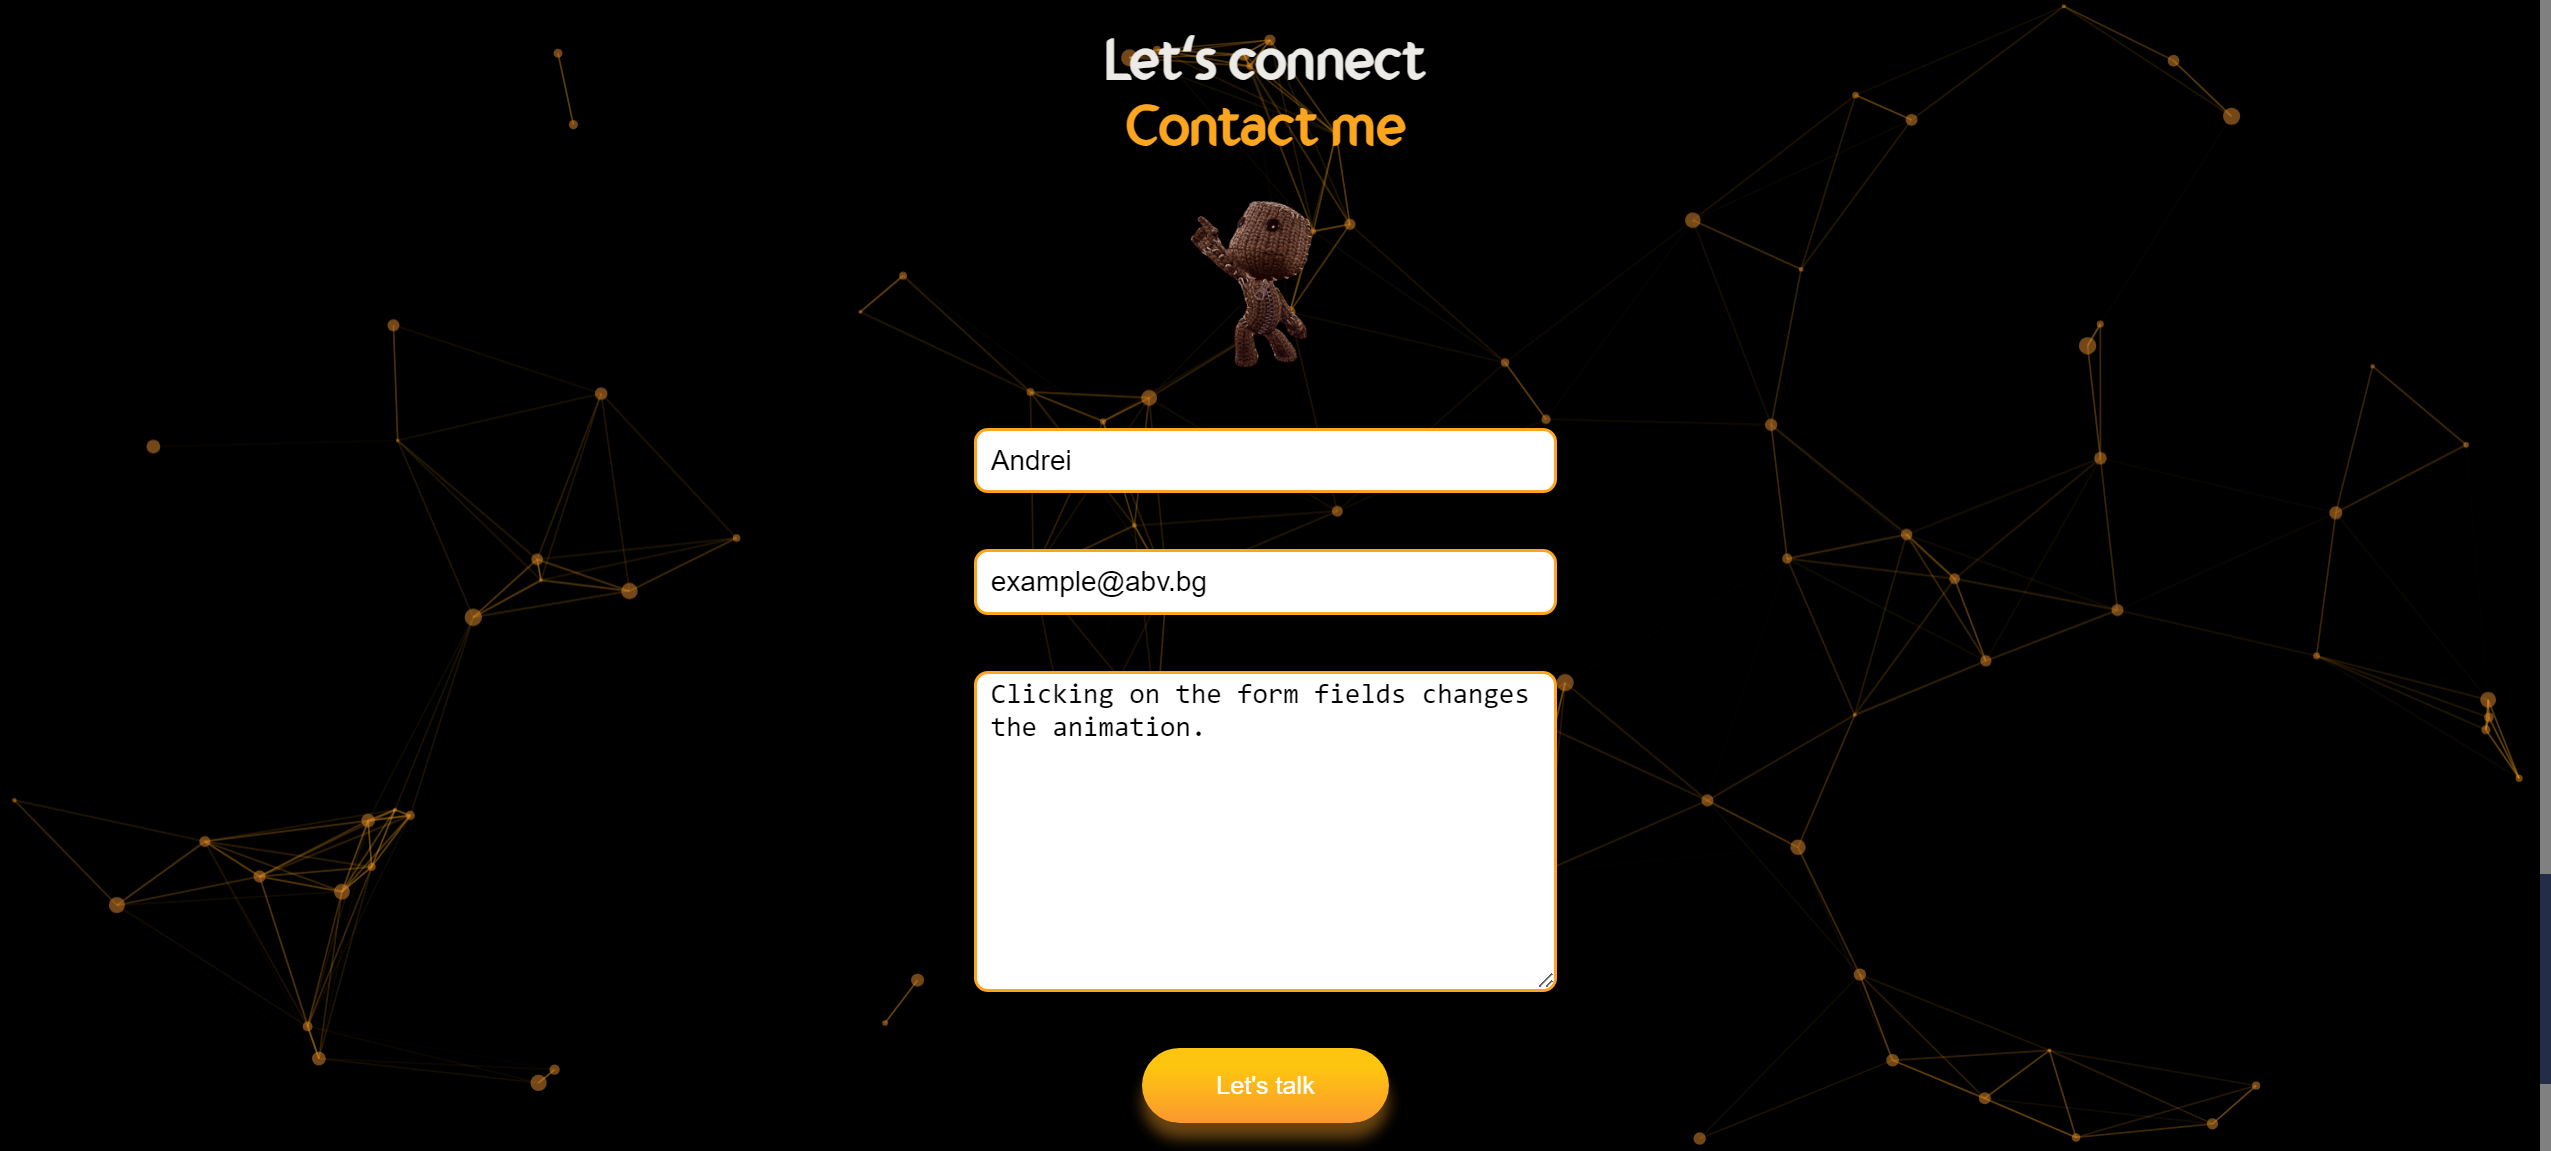 Let‘s connect
Contact me
Andrei
example@abv.bg
Clicking on the form fields changes
the animation.
Let's talk